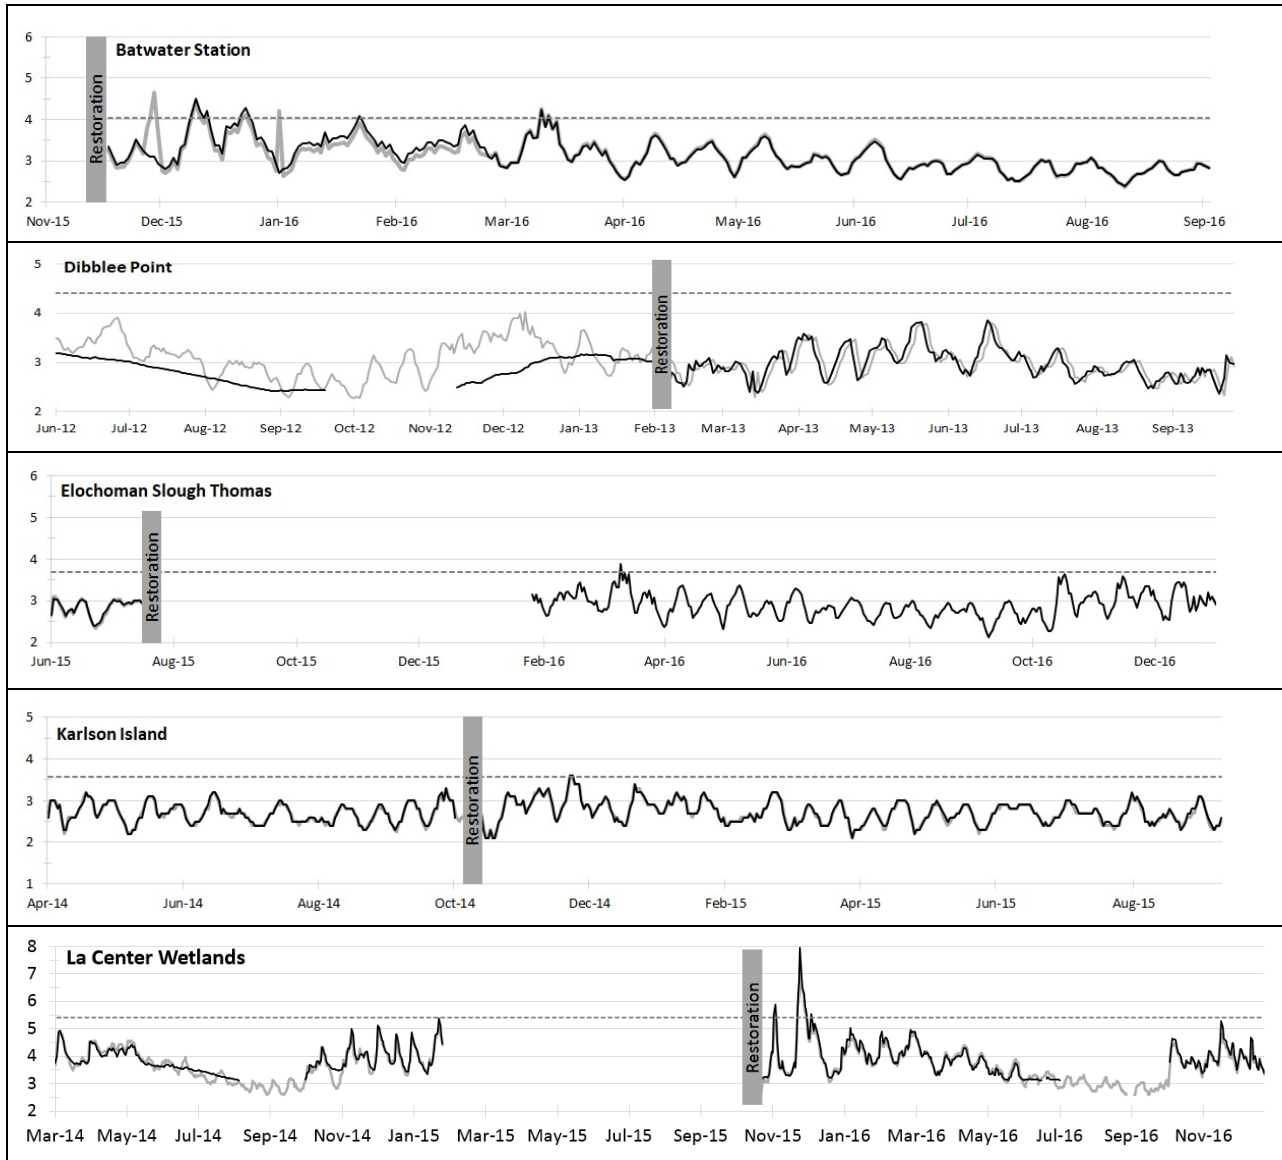 Batwater Station
6
5
4
3
2
Restoration
Nov-15 Dec-15 Jan-16 Feb-16 Mar-16 Apr-16 May-16 Jun-16 Jul-16 Aug-16 Sep-16
Dibblee Point
5
4
3
2
Restoration
Jun-12 Jul-12 Aug-12 Sep-12 Oct-12 Nov-12 Dec-12 Jan-13 Feb-13 Mar-13 Apr-13 May-13 Jun-13 Jul-13 Aug-13 Sep-13
Elochoman Slough Thomas
6
5
4
3
2
Restoration
Jun-15 Aug-15 Oct-15 Dec-15 Feb-16 Apr-16 Jun-16 Aug-16 Oct-16 Dec-16
Karlson Island
5
4
3
2
1
Restoration
Apr-14 Jun-14 Aug-14 Oct-14 Dec-14 Feb-15 Apr-15 Jun-15 Aug-15
La Center Wetlands
8
7
6
5
4
3
2
Restoration
Mar-14 May-14 Jul-14 Sep-14 Nov-14 Jan-15 Mar-15 May-15 Jul-15 Sep-15 Nov-15 Jan-16 Mar-16 May-16 Jul-16 Sep-16 Nov-16